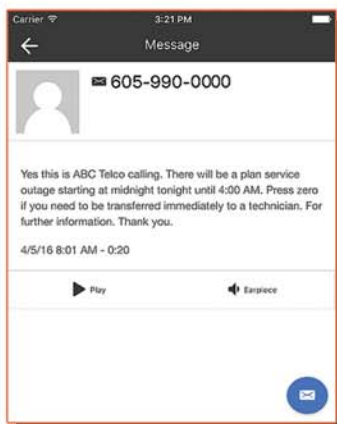 Carrier 3:21 PM
Message
605-990-0000
Yes this is ABC Telco calling. There will be a plan service
outage starting at midnight tonight until 4:00 AM. Press zero
if you need to be transferred immediately to a technician. For
further information. Thank you.
4/5/16 8:01 AM - 0:20
Play Earpiece